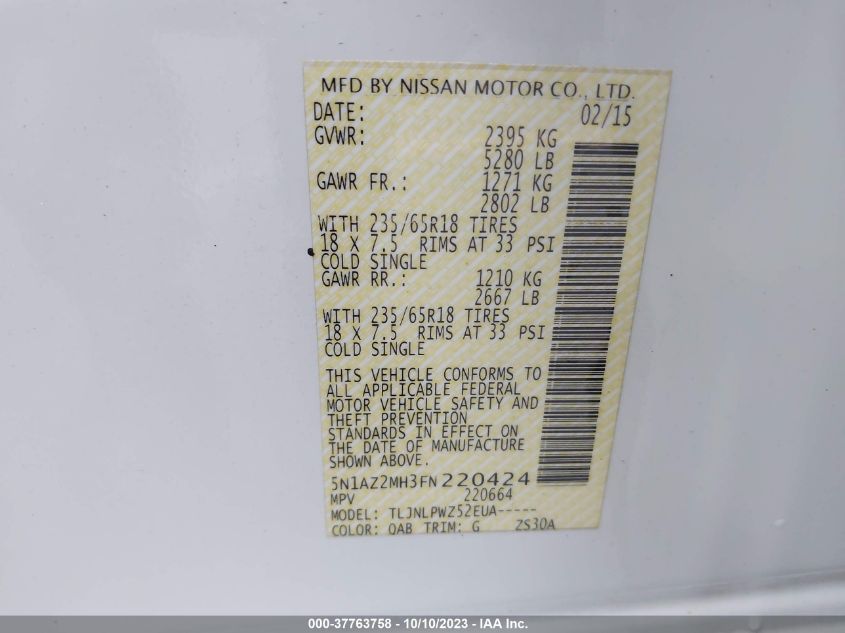 MFD BY NISSAN MOTOR CO., LTD.
DATE: 02/15
GVWR: 2395 KG
5280 LB
GAWR FR.: 1271 KG
2802 LB
WITH 235/65R18 TIRES
18 X 7.5 RIMS AT 33 PSI
COLD SINGLE
GAWR RR.: 1210 KG
2667 LB
WITH 235/65R18 TIRES
18 X 7.5 RIMS AT 33 PSI
COLD SINGLE
THIS VEHICLE CONFORMS TO
ALL APPLICABLE FEDERAL
MOTOR VEHICLE SAFETY AND
THEFT PREVENTION
STANDARDS IN EFFECT ON
THE DATE OF MANUFACTURE
SHOWN ABOVE.
5N1AZ2MH3FN220424
MPV 220664
MODEL: TLJNLPWZ52EUA-----
COLOR: QAB TRIM: G ZS30A
000-37763758 - 10/10/2023 - IAA Inc.